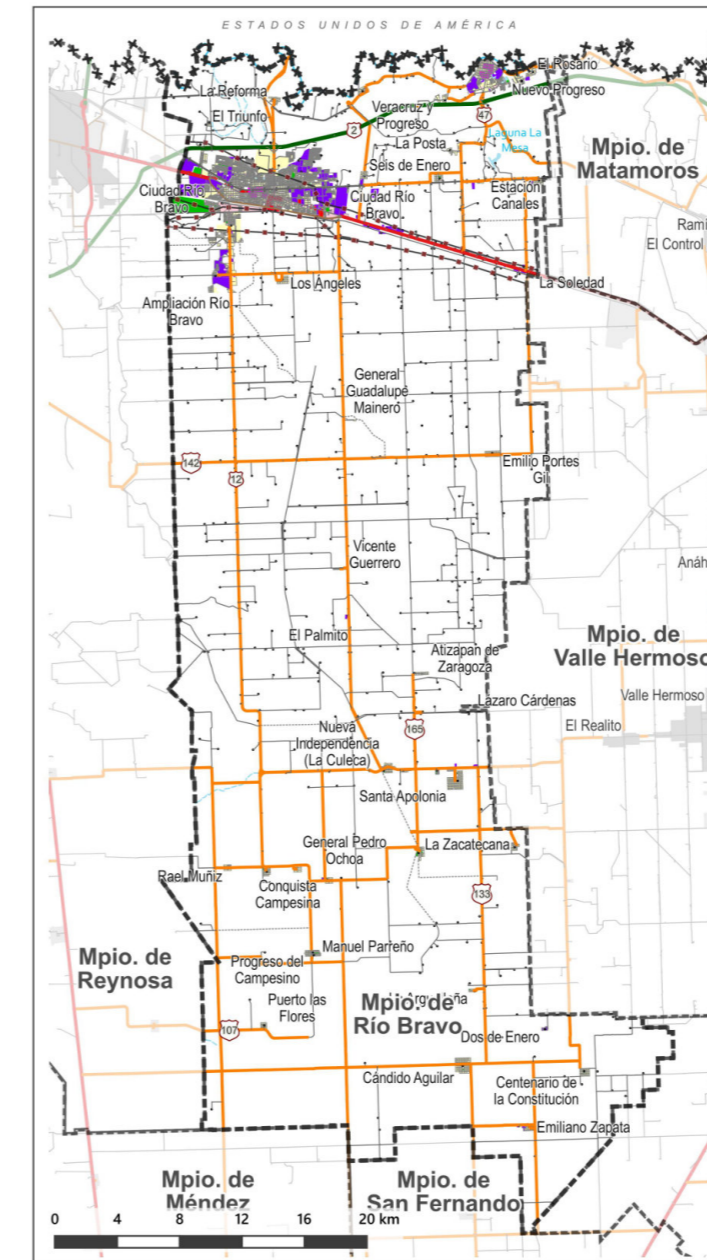 ESTADOS UNIDOS DE AMÉRICA
El Rosario
La Reforma
Nuevo Progreso
El Triunfo
Veracruz y
Progreso
47
2
La Posta
Laguna La
Mesa
Mpio. de
Matamoros
Seis de Enero
Ciudad Río
Bravo
Ciudad Río
Bravo
Estación
Canales
Rami
El Control
La Soledad
Los Ángeles
Ampliación Río
Bravo
General
Guadalupe
Mainero
142
12
Emilio Portes
Gil
Vicente
Guerrero
Anáh
El Palmito
Mpio. de
Valle Hermoso
Atizapán de
Zaragoza
Valle Hermoso
Lázaro Cárdenas
El Realito
Nueva
Independencia
(La Culeca)
165
Santa Apolonia
General Pedro
Ochoa
La Zacatecana
Rael Muñiz
Conquista
Campesina
133
Mpio. de
Reynosa
Manuel Parreño
Progreso del
Campesino
Puerto las
Flores
Mpio. de
Río Bravo
107
Dos de Enero
Cándido Aguilar
Centenario de
la Constitución
Emiliano Zapata
Mpio. de
Méndez
Mpio. de
San Fernando
0 4 8 12 16 20 km